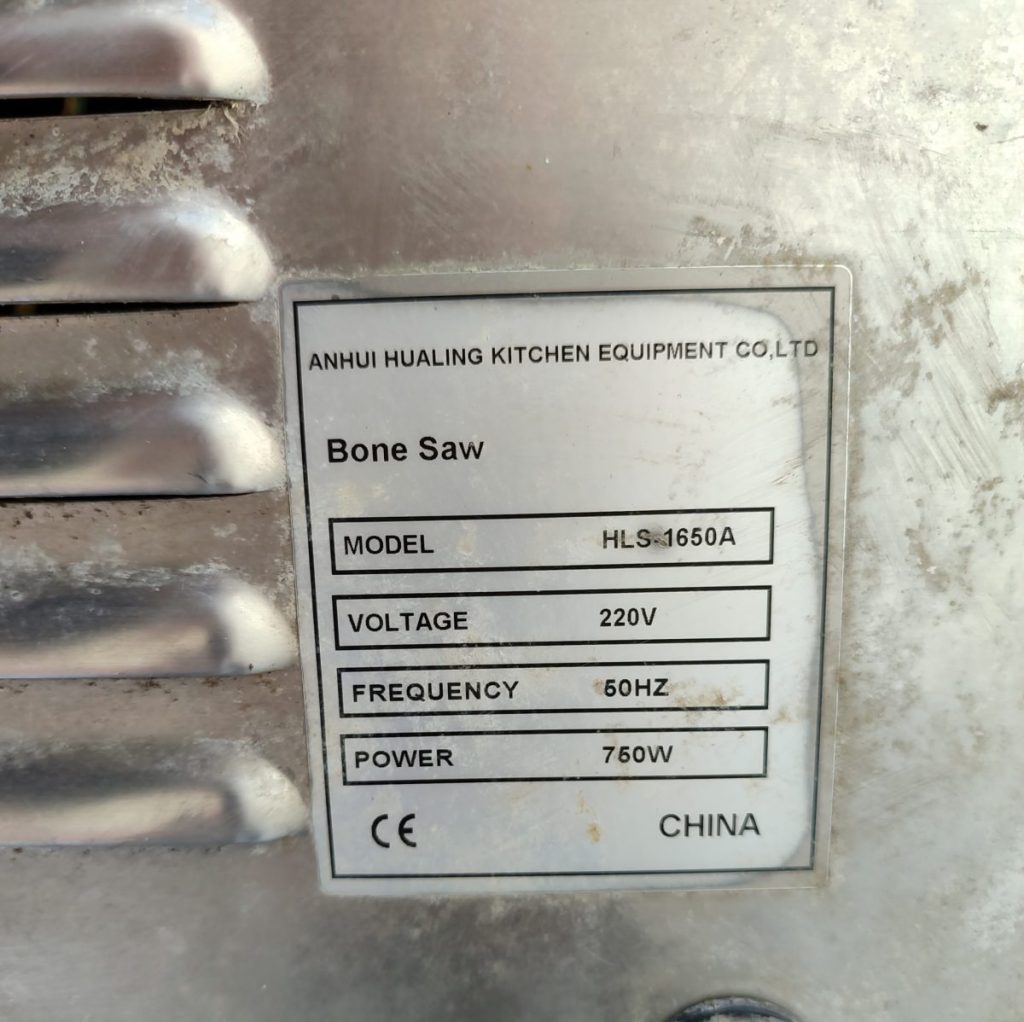 ANHUI HUALING KITCHEN EQUIPMENT CO,LTD
Bone Saw
MODEL HLS-1650A
VOLTAGE 220V
FREQUENCY 50HZ
POWER 750W
CE CHINA